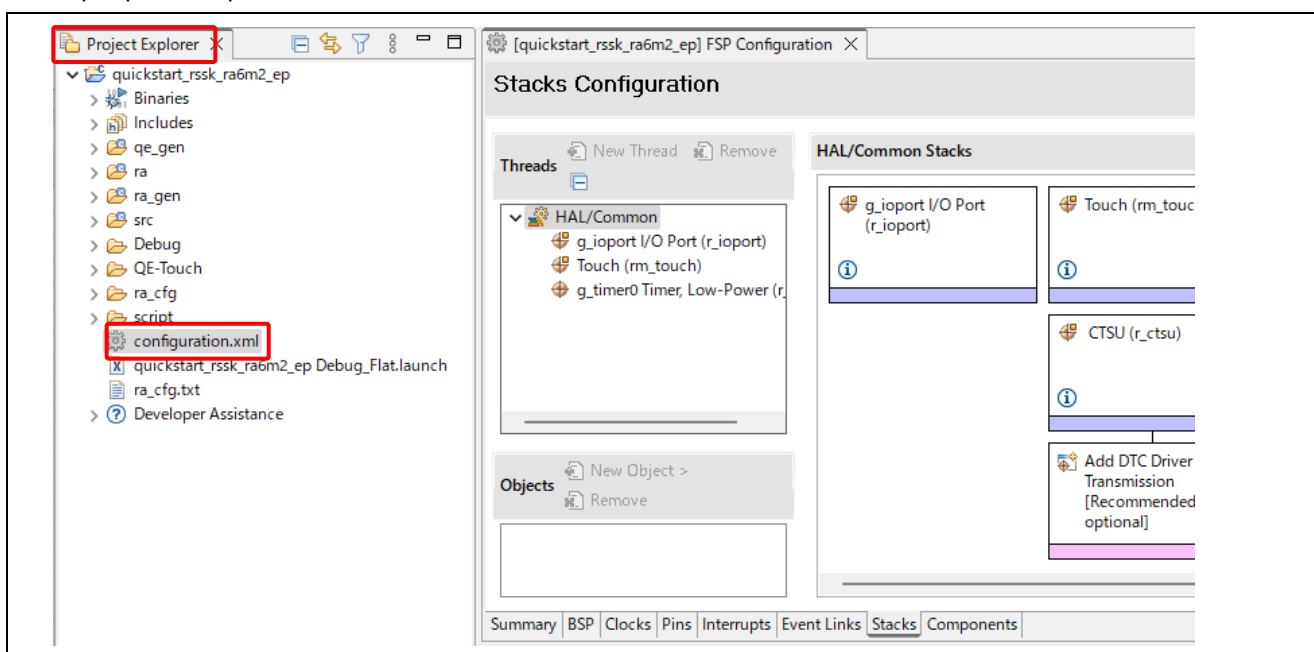 Project Explorer
quickstart_rssk_ra6m2_ep
Binaries
Includes
qe_gen
ra
ra_gen
src
Debug
QE-Touch
ra_cfg
script
configuration.xml
quickstart_rssk_ra6m2_ep Debug_Flat.launch
ra_cfg.txt
Developer Assistance
[quickstart_rssk_ra6m2_ep] FSP Configuration
Stacks Configuration
Threads
New Thread
Remove
HAL/Common
g_ioport I/O Port (r_ioport)
Touch (rm_touch)
g_timer0 Timer, Low-Power (r_
Objects
New Object >
Remove
HAL/Common Stacks
g_ioport I/O Port
(r_ioport)
Touch (rm_touc
CTSU (r_ctsu)
Add DTC Driver
Transmission
[Recommended
optional]
Summary BSP Clocks Pins Interrupts Event Links Stacks Components